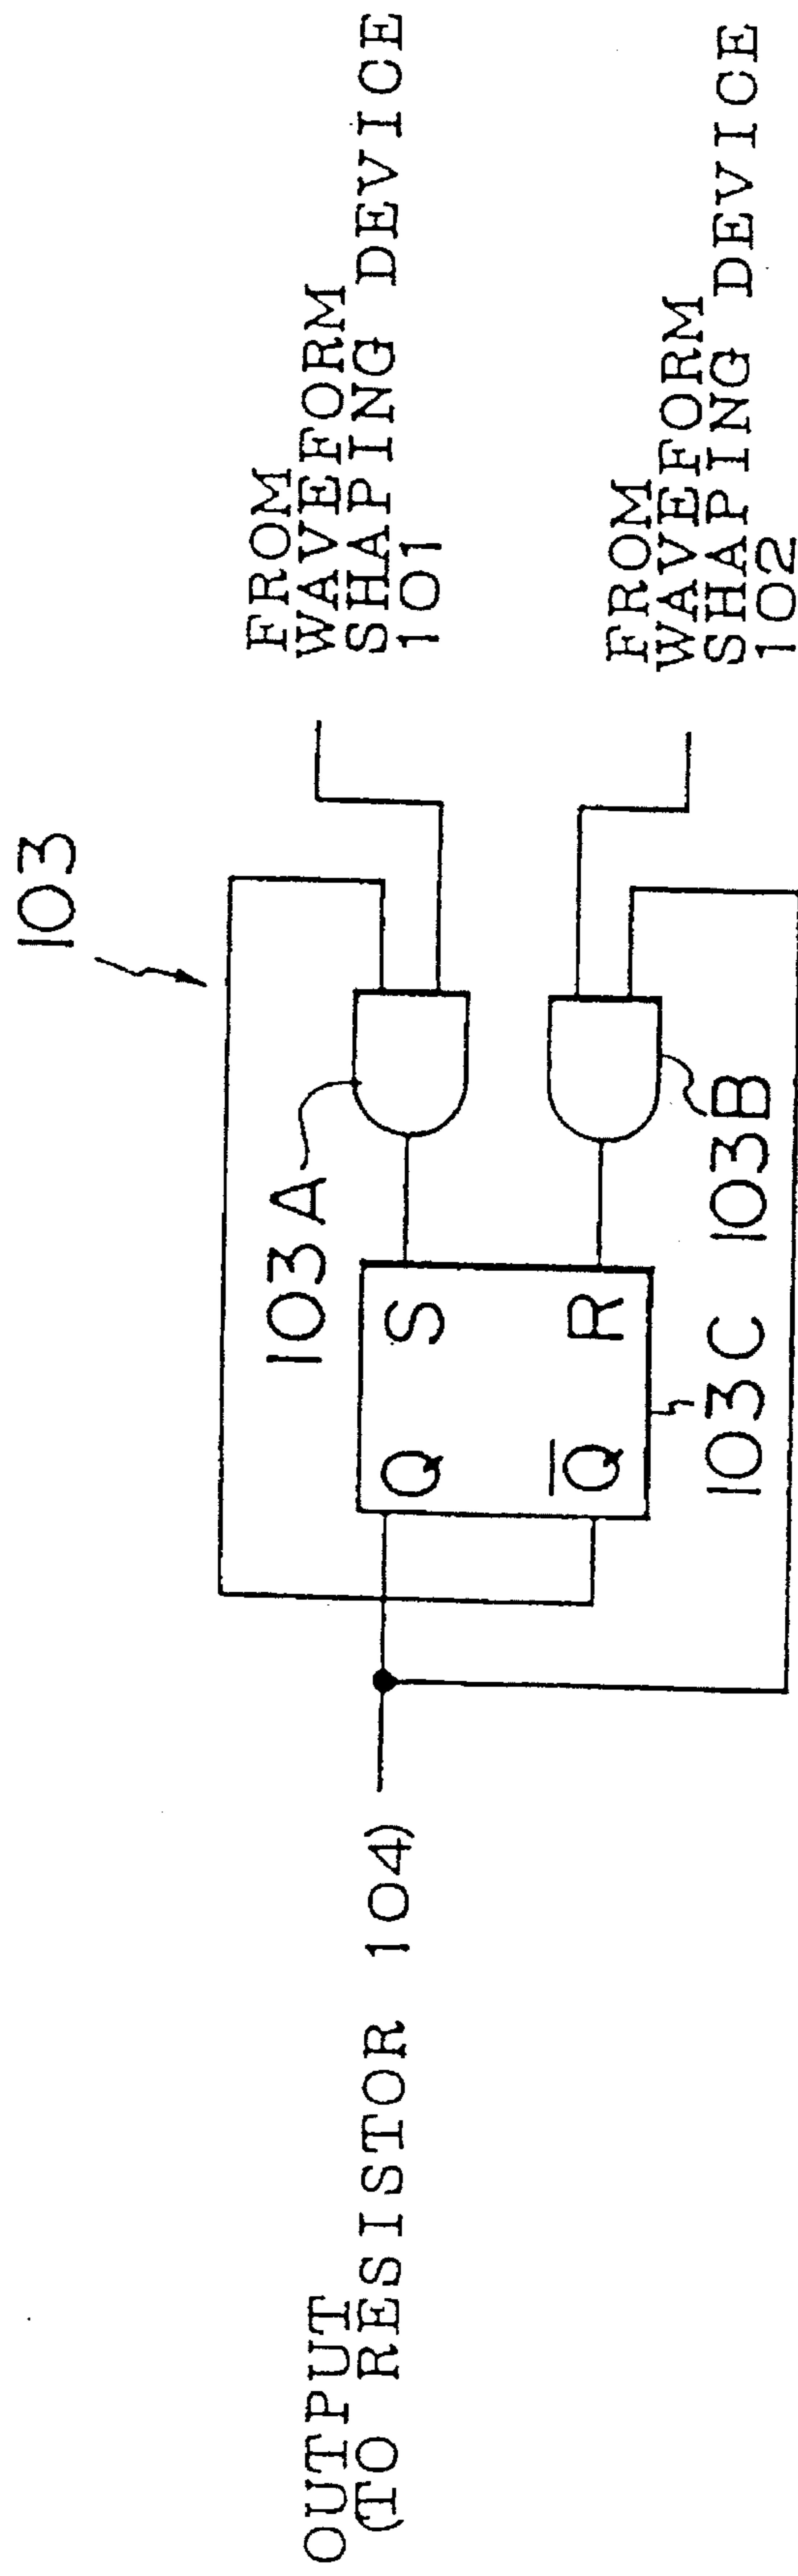 103
FROM
WAVEFORM
SHAPING DEVICE
101
FROM
WAVEFORM
SHAPING DEVICE
102
103A
103B
S
R
Q
Q̅
103C
OUTPUT
(TO RESISTOR 104)